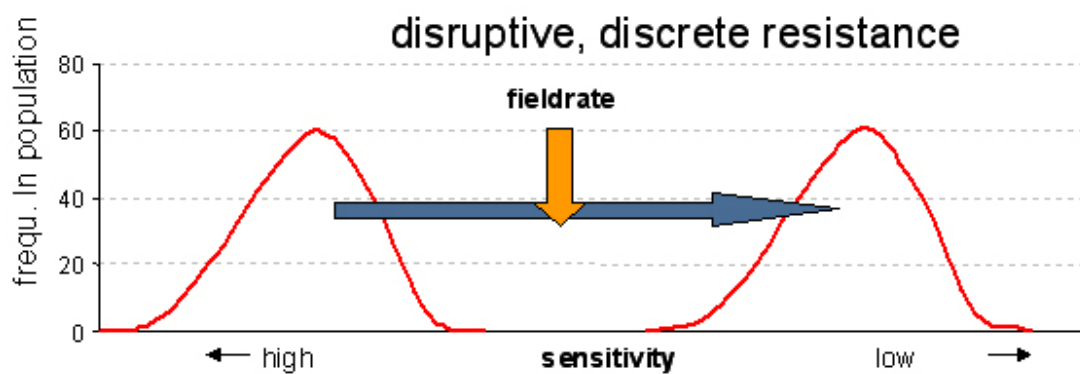 disruptive, discrete resistance
frequ. In population
80
fieldrate
60
40
20
0
high sensitivity low